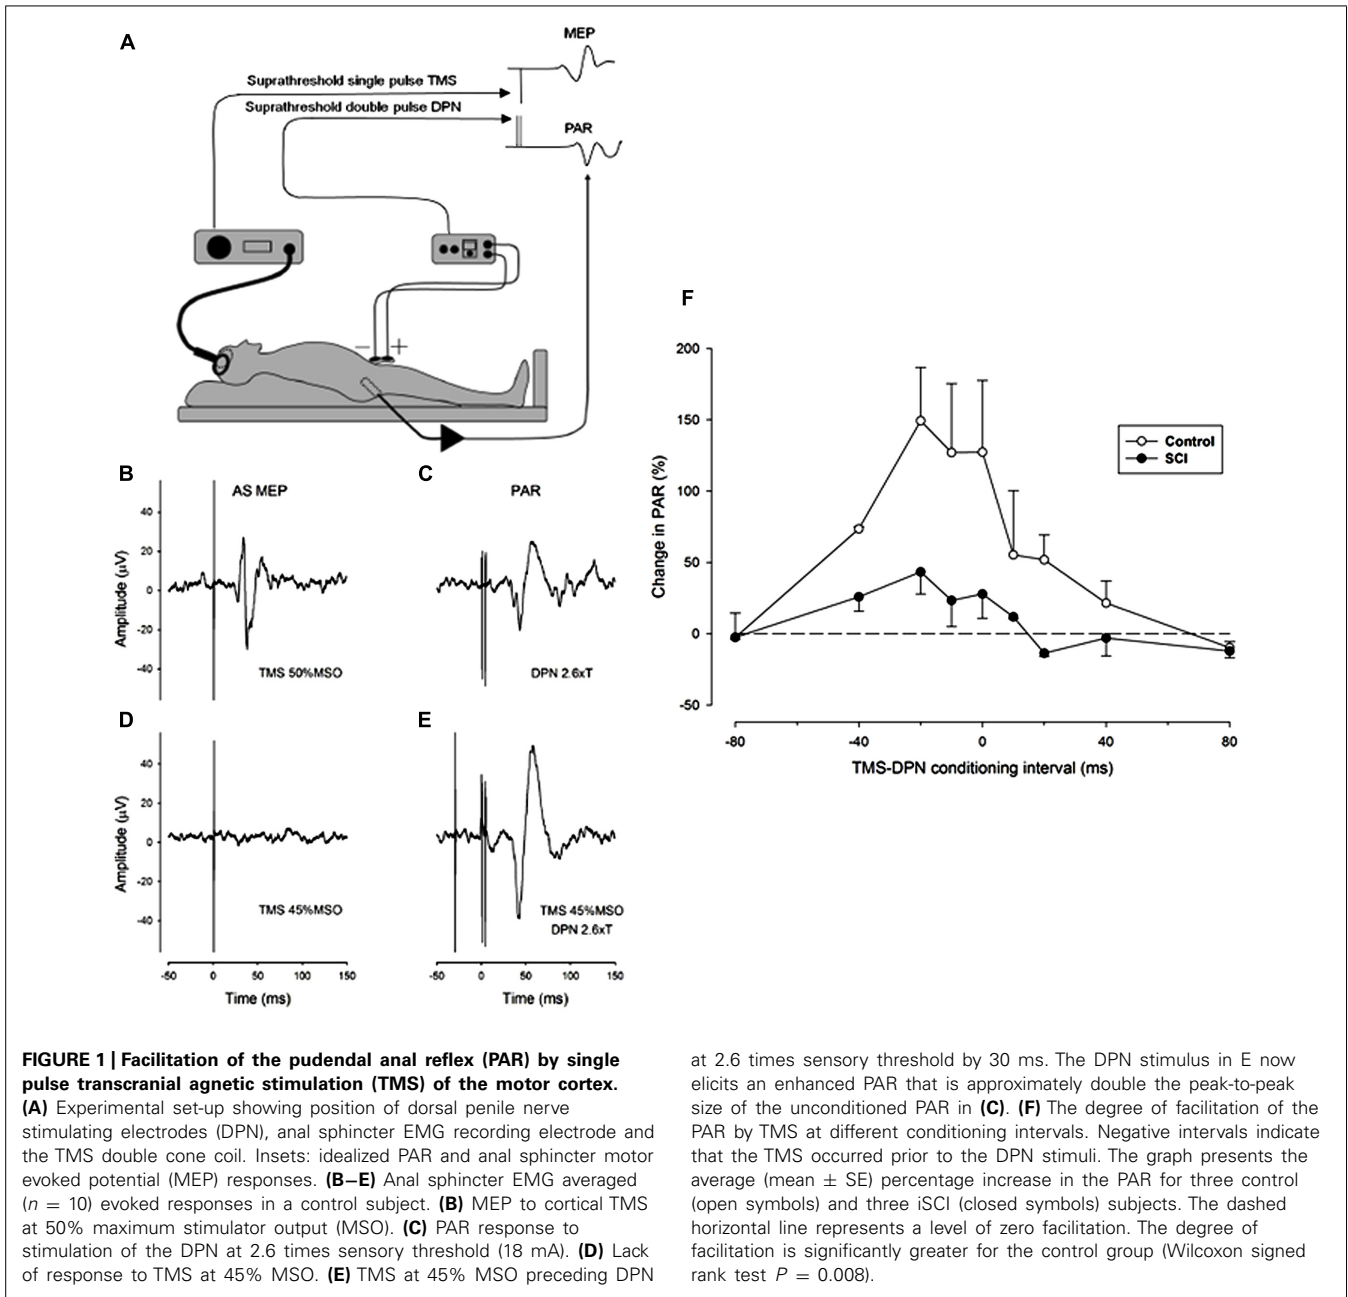 A
MEP
Suprathreshold single pulse TMS
Suprathreshold double pulse DPN
PAR
− +
B
AS MEP
40
20
0
-20
-40
Amplitude (µV)
TMS 50%MSO
C
PAR
DPN 2.6xT
D
40
20
0
-20
-40
Amplitude (µV)
TMS 45%MSO
-50 0 50 100 150
Time (ms)
E
TMS 45%MSO
DPN 2.6xT
-50 0 50 100 150
Time (ms)
F
200
150
100
50
0
-50
Change in PAR (%)
Control
SCI
-80 -40 0 40 80
TMS-DPN conditioning interval (ms)
FIGURE 1 | Facilitation of the pudendal anal reflex (PAR) by single
pulse transcranial agnetic stimulation (TMS) of the motor cortex.
(A) Experimental set-up showing position of dorsal penile nerve
stimulating electrodes (DPN), anal sphincter EMG recording electrode and
the TMS double cone coil. Insets: idealized PAR and anal sphincter motor
evoked potential (MEP) responses. (B–E) Anal sphincter EMG averaged
(n = 10) evoked responses in a control subject. (B) MEP to cortical TMS
at 50% maximum stimulator output (MSO). (C) PAR response to
stimulation of the DPN at 2.6 times sensory threshold (18 mA). (D) Lack
of response to TMS at 45% MSO. (E) TMS at 45% MSO preceding DPN
at 2.6 times sensory threshold by 30 ms. The DPN stimulus in E now
elicits an enhanced PAR that is approximately double the peak-to-peak
size of the unconditioned PAR in (C). (F) The degree of facilitation of the
PAR by TMS at different conditioning intervals. Negative intervals indicate
that the TMS occurred prior to the DPN stimuli. The graph presents the
average (mean ± SE) percentage increase in the PAR for three control
(open symbols) and three iSCI (closed symbols) subjects. The dashed
horizontal line represents a level of zero facilitation. The degree of
facilitation is significantly greater for the control group (Wilcoxon signed
rank test P = 0.008).